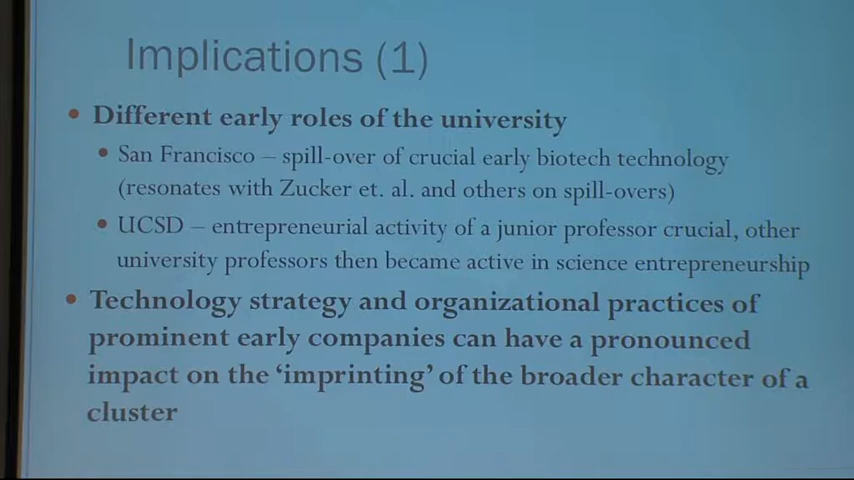 Implications (1)
• Different early roles of the university
• San Francisco – spill-over of crucial early biotech technology
(resonates with Zucker et. al. and others on spill-overs)
• UCSD – entrepreneurial activity of a junior professor crucial, other
university professors then became active in science entrepreneurship
• Technology strategy and organizational practices of
prominent early companies can have a pronounced
impact on the ‘imprinting’ of the broader character of a
cluster